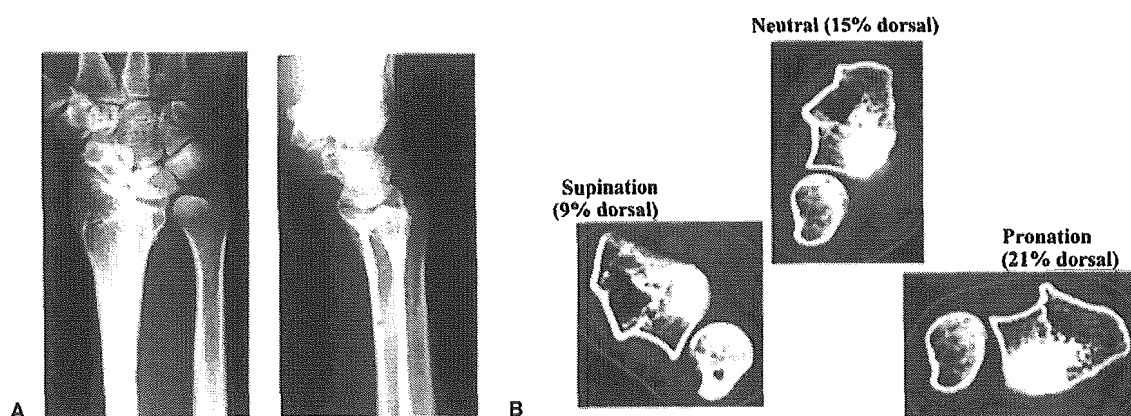 Neutral (15% dorsal)
Supination
(9% dorsal)
Pronation
(21% dorsal)
A
B